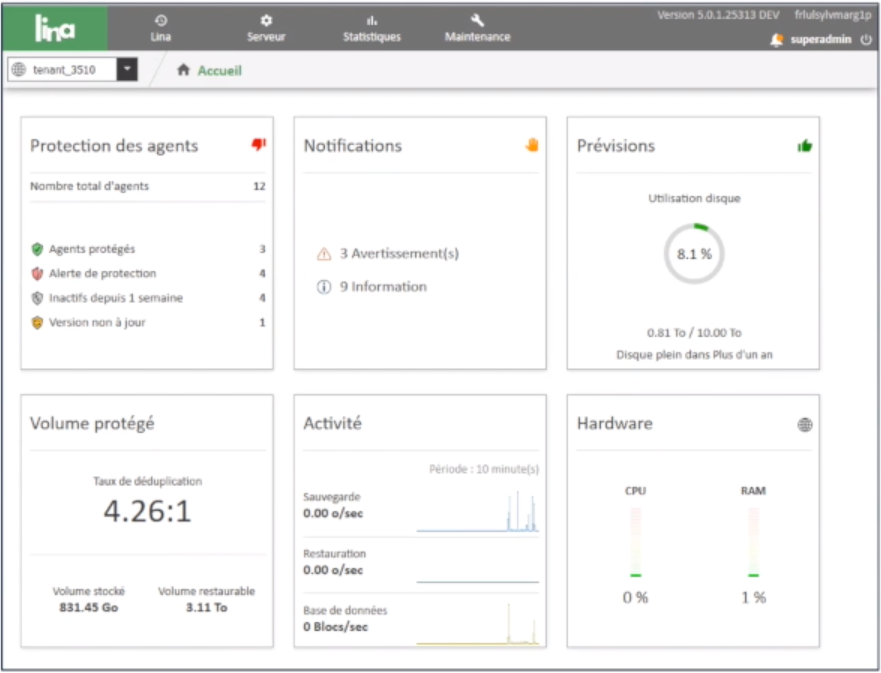 lina
Lina
Serveur
Statistiques
Maintenance
Version 5.0.1.25313 DEV frlulsylvmarg1p
superadmin
tenant_3510
Accueil
Protection des agents
Nombre total d'agents 12
Agents protégés 3
Alerte de protection 4
Inactifs depuis 1 semaine 4
Version non à jour 1
Notifications
3 Avertissement(s)
9 Information
Prévisions
Utilisation disque
8.1 %
0.81 To / 10.00 To
Disque plein dans Plus d'un an
Volume protégé
Taux de déduplication
4.26:1
Volume stocké
831.45 Go
Volume restaurable
3.11 To
Activité
Période : 10 minute(s)
Sauvegarde
0.00 o/sec
Restauration
0.00 o/sec
Base de données
0 Blocs/sec
Hardware
CPU
RAM
0 %
1 %